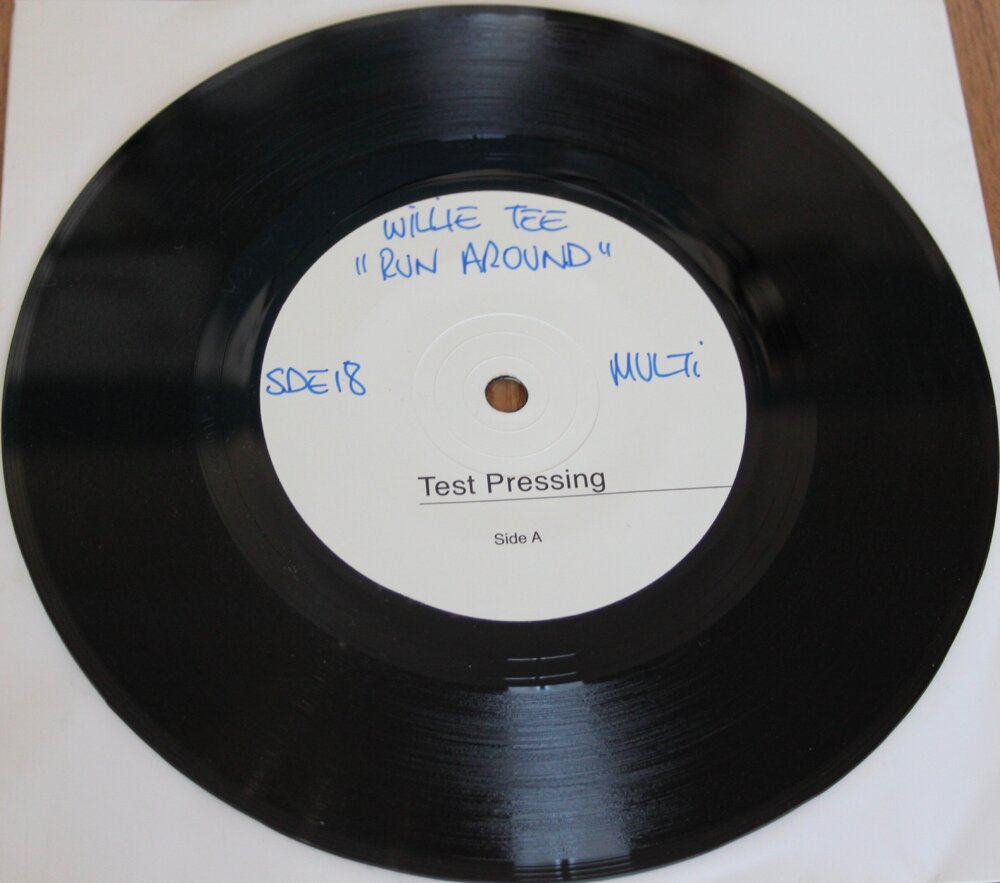 WILLIE TEE
"RUN AROUND"
SDE18 MULTi
Test Pressing
Side A